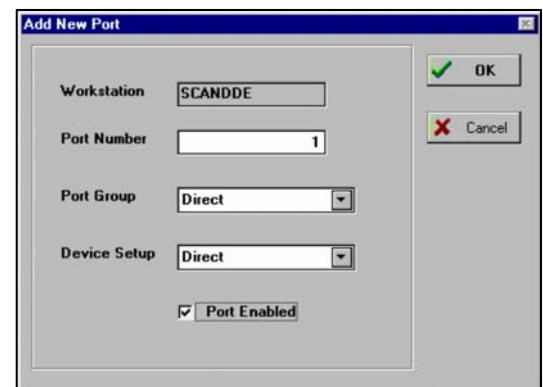 Add New Port
Workstation SCANDDE
OK
Port Number 1
Cancel
Port Group Direct
Device Setup Direct
Port Enabled